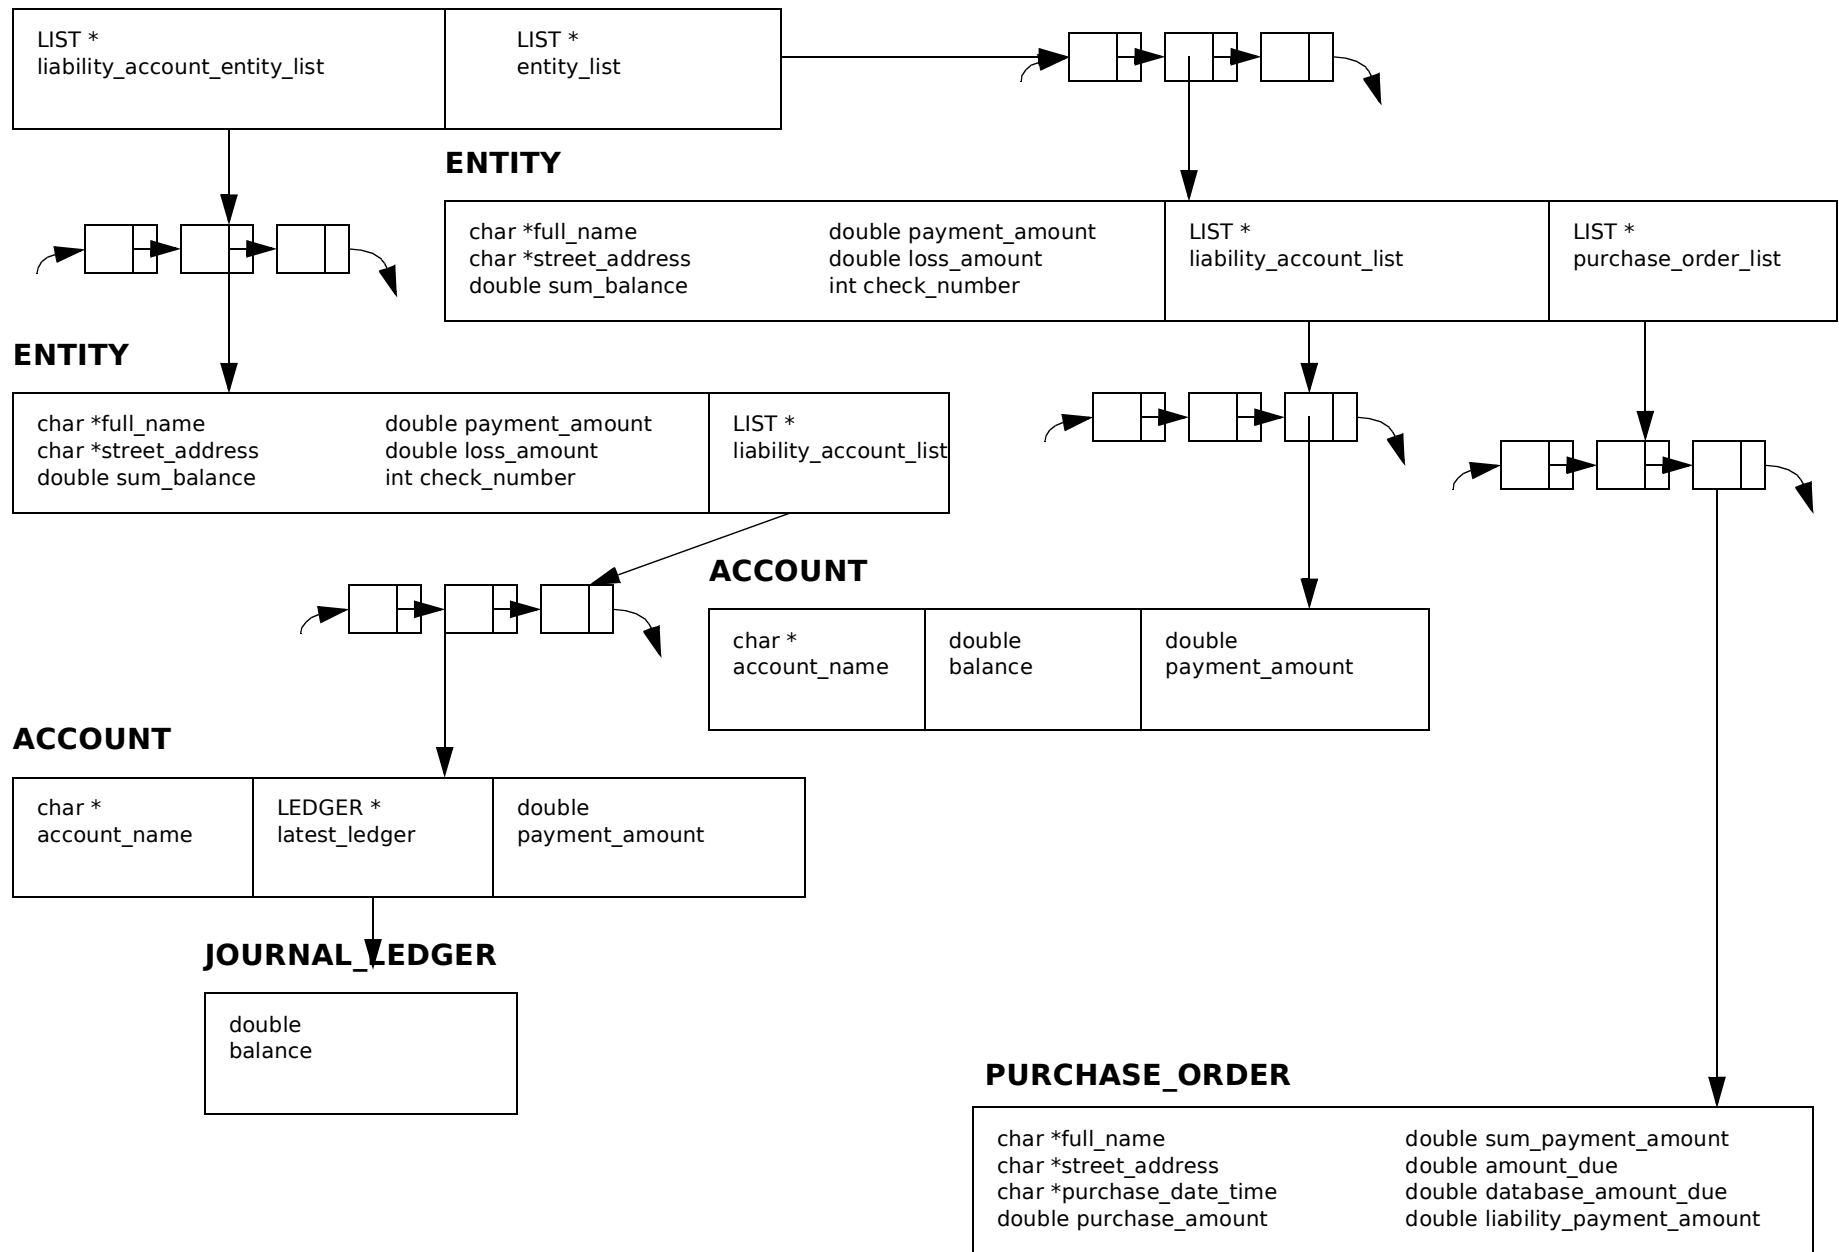 LIST *
liability_account_entity_list
LIST *
entity_list
ENTITY
char *full_name
char *street_address
double sum_balance
double payment_amount
double loss_amount
int check_number
LIST *
liability_account_list
LIST *
purchase_order_list
ENTITY
char *full_name
char *street_address
double sum_balance
double payment_amount
double loss_amount
int check_number
LIST *
liability_account_list
ACCOUNT
char *
account_name
double
balance
double
payment_amount
ACCOUNT
char *
account_name
LEDGER *
latest_ledger
double
payment_amount
JOURNAL_LEDGER
double
balance
PURCHASE_ORDER
char *full_name
char *street_address
char *purchase_date_time
double purchase_amount
double sum_payment_amount
double amount_due
double database_amount_due
double liability_payment_amount